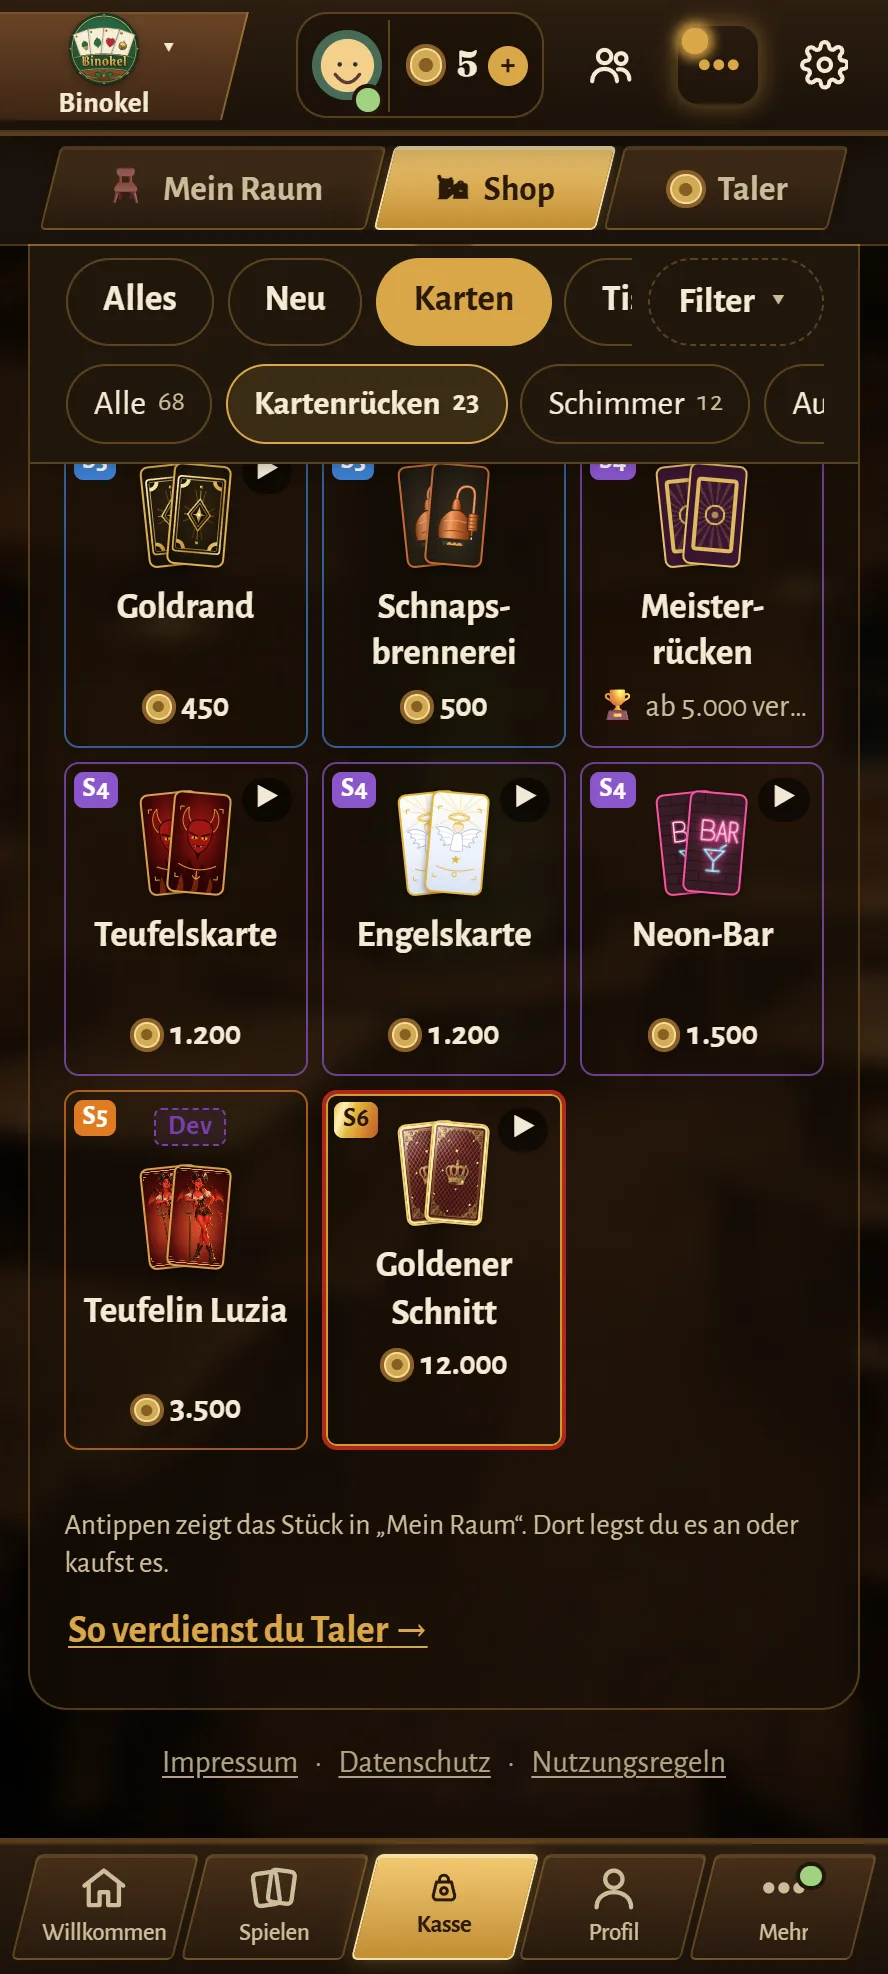 Binokel
Binokel
▼
5
+
Mein Raum
Shop
Taler
Alles
Neu
Karten
Filter ▼
Alle 68
Kartenrücken 23
Schimmer 12
Au
Goldrand
450
Schnaps-
brennerei
500
Meister-
rücken
ab 5.000 ver...
S4
Teufelskarte
1.200
S4
Engelskarte
1.200
S4
B
BAR
Neon-Bar
1.500
S5
Dev
Teufelin Luzia
3.500
S6
Goldener
Schnitt
12.000
Antippen zeigt das Stück in „Mein Raum“. Dort legst du es an oder
kaufst es.
So verdienst du Taler →
Impressum · Datenschutz · Nutzungsregeln
Willkommen
Spielen
Kasse
Profil
Mehr